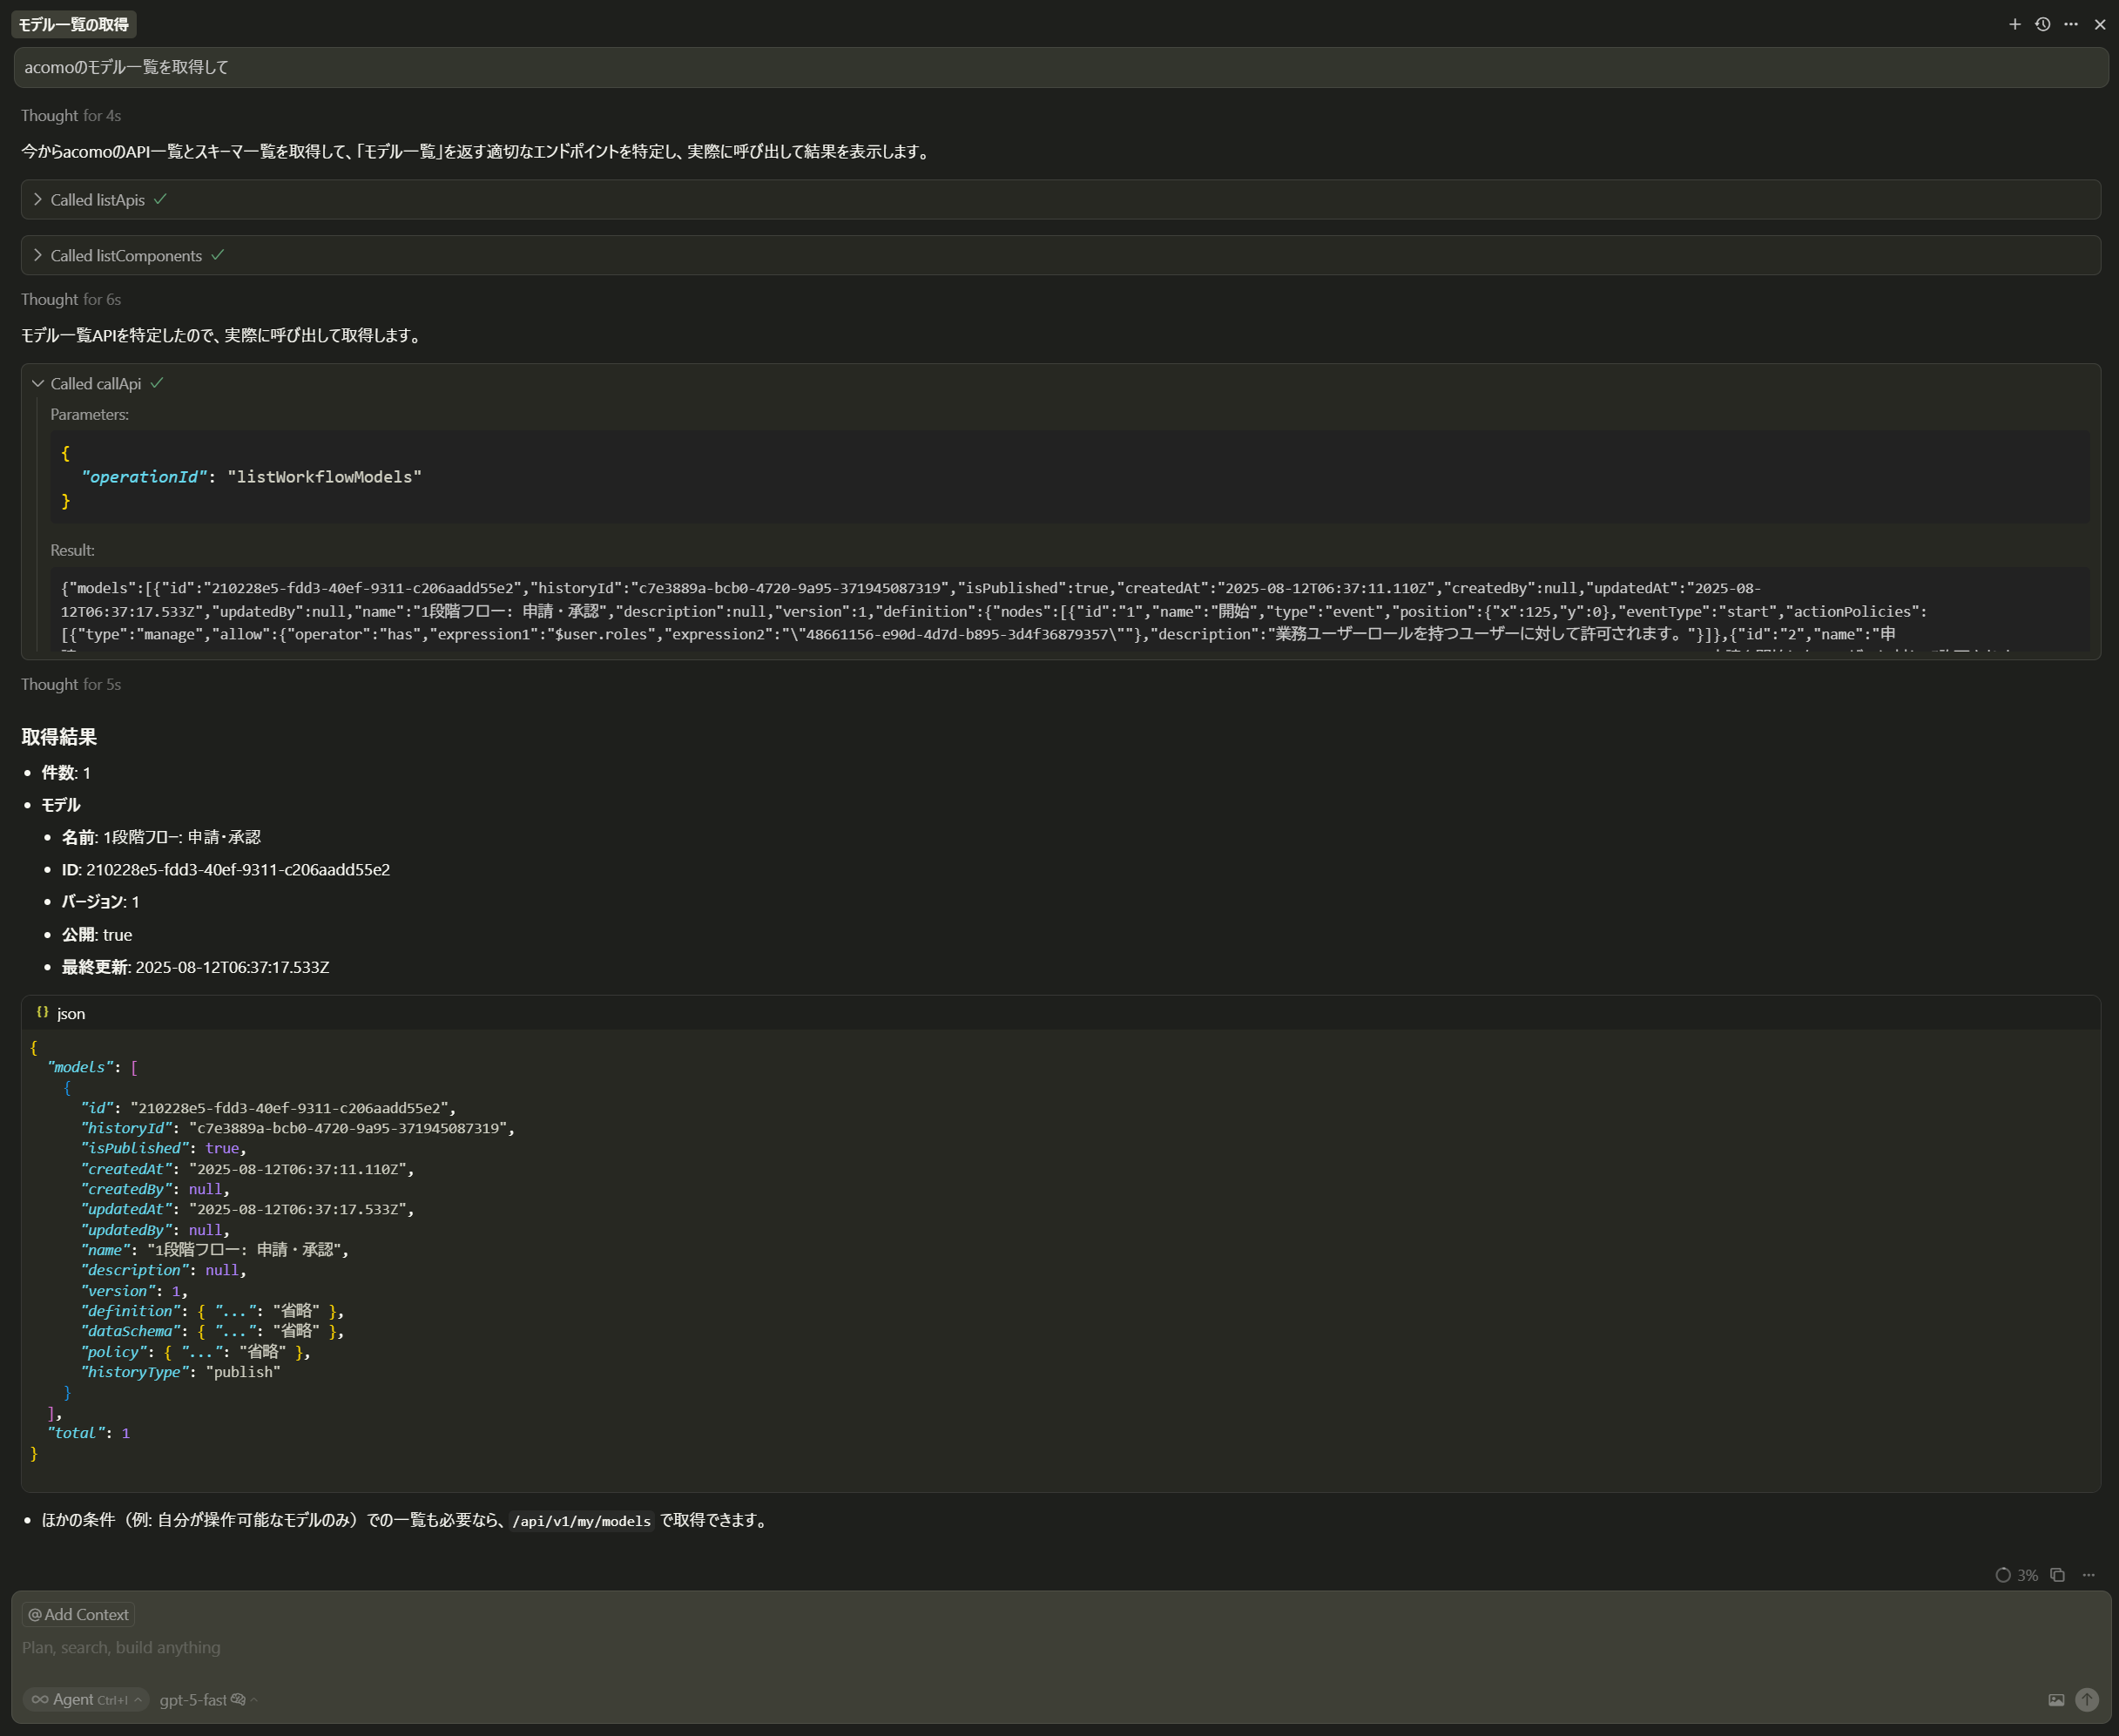 モデル一覧の取得
acomoのモデル一覧を取得して
Thought for 4s
今からacomoのAPI一覧とスキーマ一覧を取得して、「モデル一覧」を返す適切なエンドポイントを特定し、実際に呼び出して結果を表示します。
Called listApis
Called listComponents
Thought for 6s
モデル一覧APIを特定したので、実際に呼び出して取得します。
Called callApi
Parameters:
{
"operationId": "listWorkflowModels"
}
Result:
{"models":[{"id":"210228e5-fdd3-40ef-9311-c206aadd55e2","historyId":"c7e3889a-bcb0-4720-9a95-371945087319","isPublished":true,"createdAt":"2025-08-12T06:37:11.110Z","createdBy":null,"updatedAt":"2025-08-
12T06:37:17.533Z","updatedBy":null,"name":"1段階フロー: 申請・承認","description":null,"version":1,"definition":{"nodes":[{"id":"1","name":"開始","type":"event","position":{"x":125,"y":0},"eventType":"start","actionPolicies":
[{"type":"manage","allow":{"operator":"has","expression1":"$user.roles","expression2":"\"48661156-e90d-4d7d-b895-3d4f36879357\""},"description":"業務ユーザーロールを持つユーザーに対して許可されます。"}]},{"id":"2","name":"申
Thought for 5s
取得結果
• 件数: 1
• モデル
• 名前: 1段階フロー: 申請・承認
• ID: 210228e5-fdd3-40ef-9311-c206aadd55e2
• バージョン: 1
• 公開: true
• 最終更新: 2025-08-12T06:37:17.533Z
{} json
{
"models": [
{
"id": "210228e5-fdd3-40ef-9311-c206aadd55e2",
"historyId": "c7e3889a-bcb0-4720-9a95-371945087319",
"isPublished": true,
"createdAt": "2025-08-12T06:37:11.110Z",
"createdBy": null,
"updatedAt": "2025-08-12T06:37:17.533Z",
"updatedBy": null,
"name": "1段階フロー: 申請・承認",
"description": null,
"version": 1,
"definition": { "...": "省略" },
"dataSchema": { "...": "省略" },
"policy": { "...": "省略" },
"historyType": "publish"
}
],
"total": 1
}
• ほかの条件（例: 自分が操作可能なモデルのみ）での一覧も必要なら、/api/v1/my/models で取得できます。
3%
@ Add Context
Plan, search, build anything
Agent Ctrl+I
gpt-5-fast